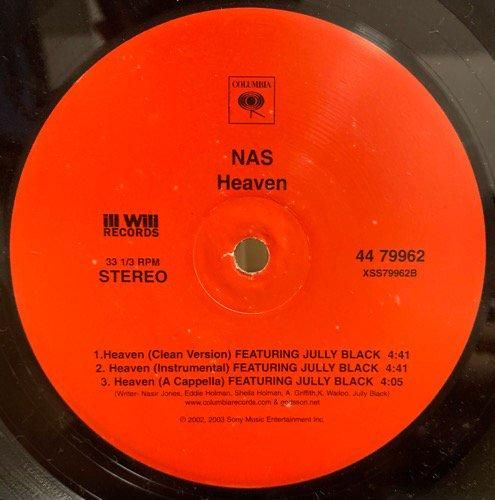 COLUMBIA
NAS
Heaven
ill Will
RECORDS
33 1/3 RPM
STEREO
44 79962
XSS79962B
1.Heaven (Clean Version) FEATURING JULLY BLACK 4:41
2. Heaven (Instrumental) FEATURING JULLY BLACK 4:41
3. Heaven (A Cappella) FEATURING JULLY BLACK 4:05
(Writer- Nasir Jones, Eddie Holman, Sheila Holman, A. Griffith,K. Wailoo, Jully Black)
www.columbiarecords.com & godsson.net
© 2002, 2003 Sony Music Entertainment Inc.